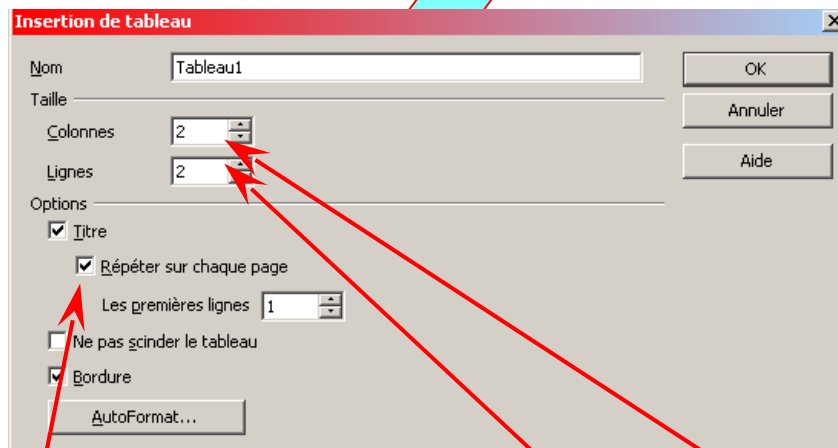 Insertion de tableau
Nom Tableau1 OK
Taille Annuler
Colonnes 2
Lignes 2 Aide
Options
Titre
Répéter sur chaque page
Les premières lignes 1
Ne pas scinder le tableau
Bordure
AutoFormat...